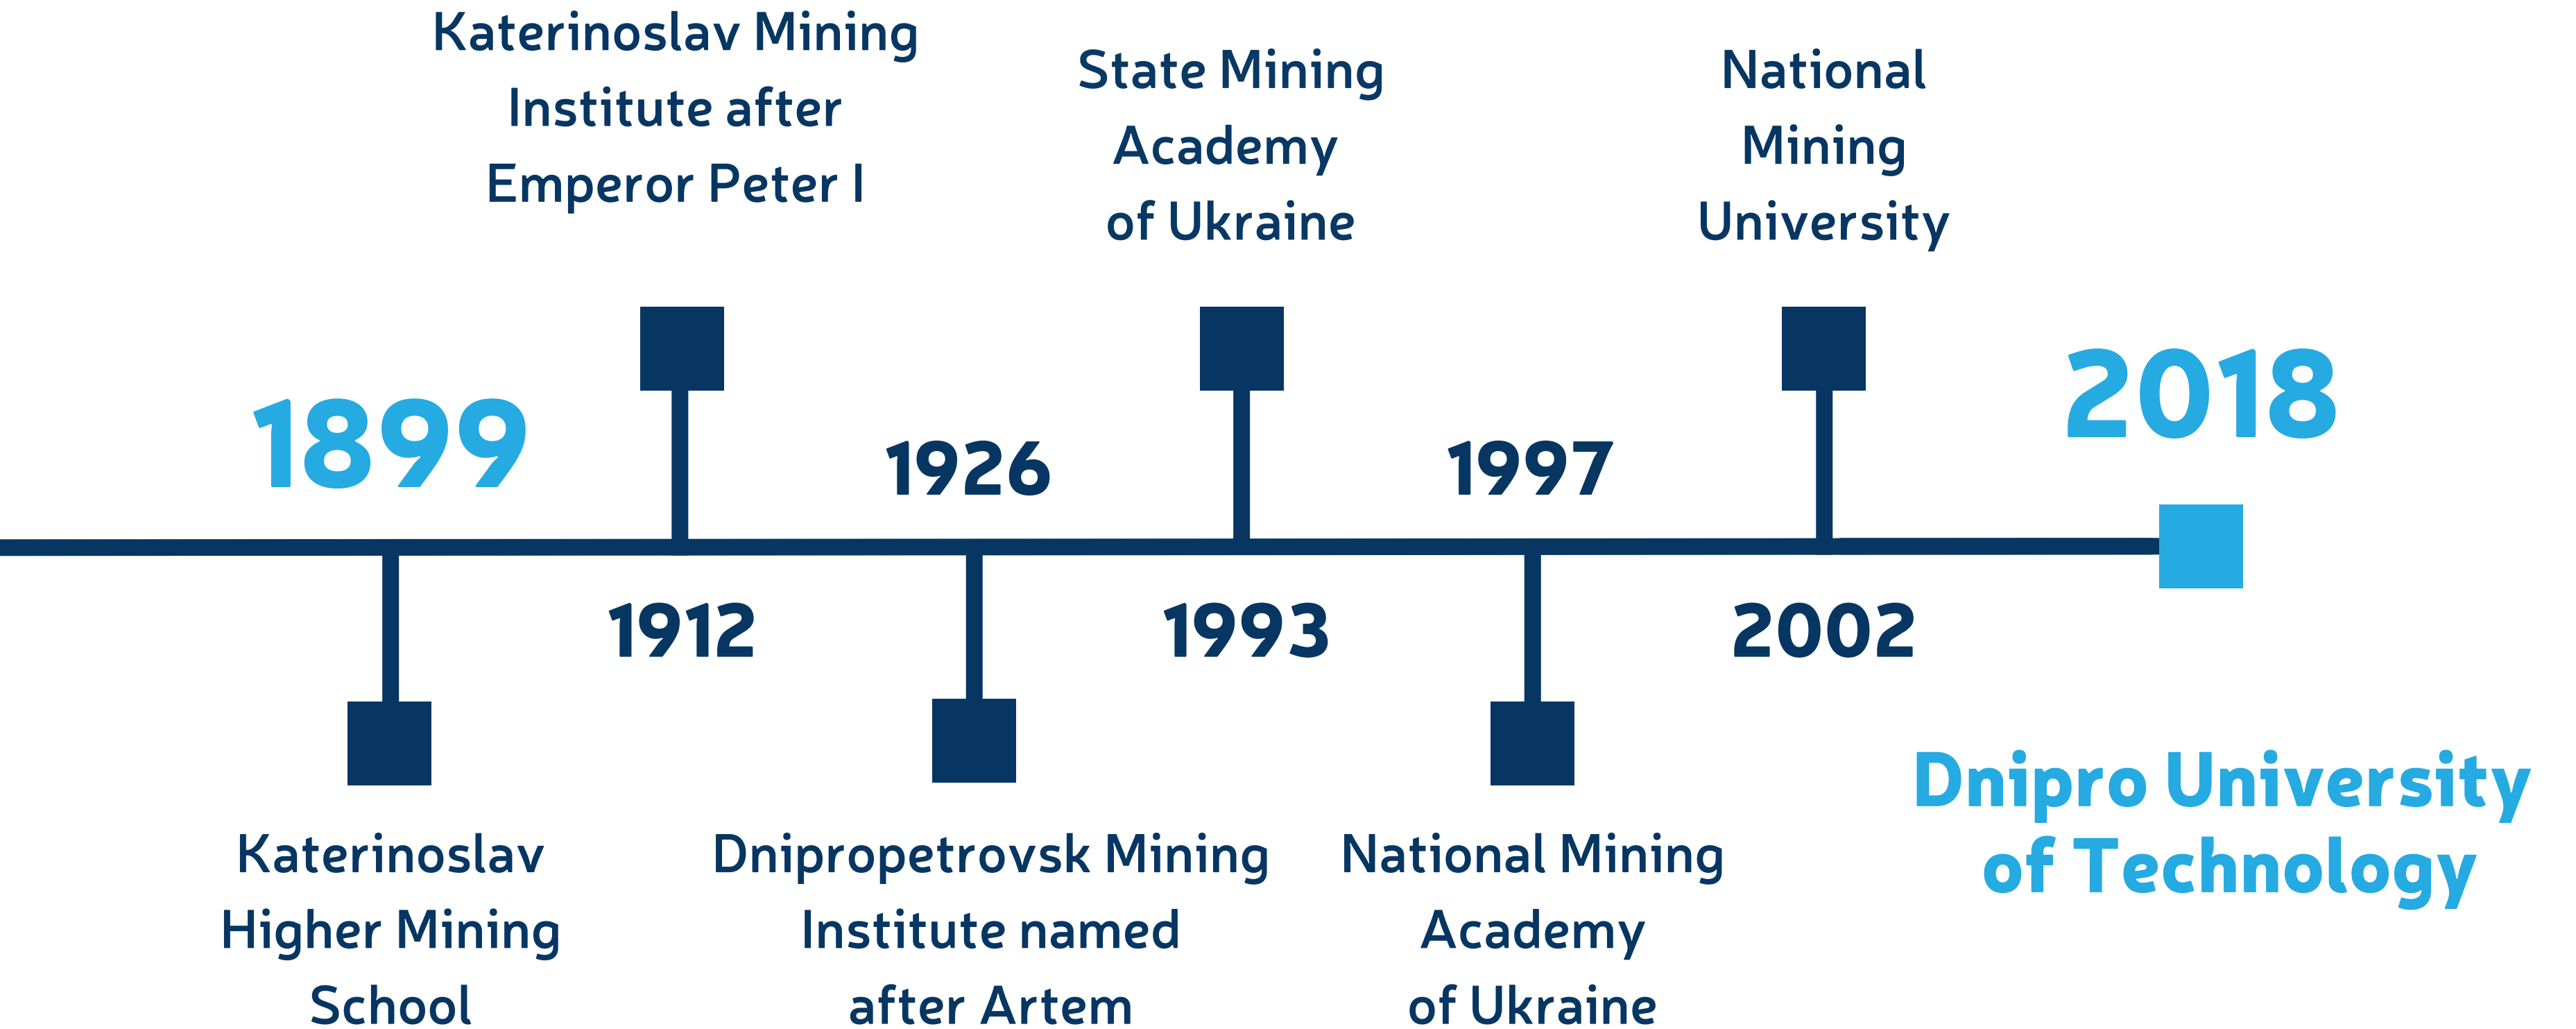 Katerinoslav Mining
Institute after
Emperor Peter I
State Mining
Academy
of Ukraine
National
Mining
University
1899
1926
1997
2018
1912
1993
2002
Katerinoslav
Higher Mining
School
Dnipropetrovsk Mining
Institute named
after Artem
National Mining
Academy
of Ukraine
Dnipro University
of Technology